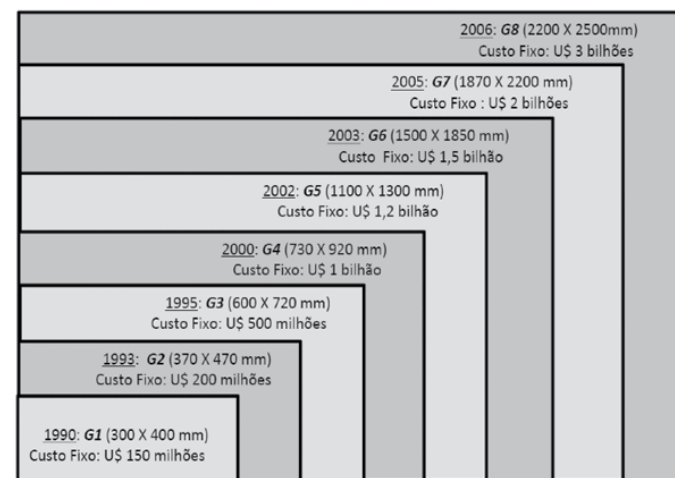 2006: G8 (2200 X 2500mm)
Custo Fixo: U$ 3 bilhões
2005: G7 (1870 X 2200 mm)
Custo Fixo : U$ 2 bilhões
2003: G6 (1500 X 1850 mm)
Custo Fixo: U$ 1,5 bilhão
2002: G5 (1100 X 1300 mm)
Custo Fixo: U$ 1,2 bilhão
2000: G4 (730 X 920 mm)
Custo Fixo: U$ 1 bilhão
1995: G3 (600 X 720 mm)
Custo Fixo: U$ 500 milhões
1993: G2 (370 X 470 mm)
Custo Fixo: U$ 200 milhões
1990: G1 (300 X 400 mm)
Custo Fixo: U$ 150 milhões